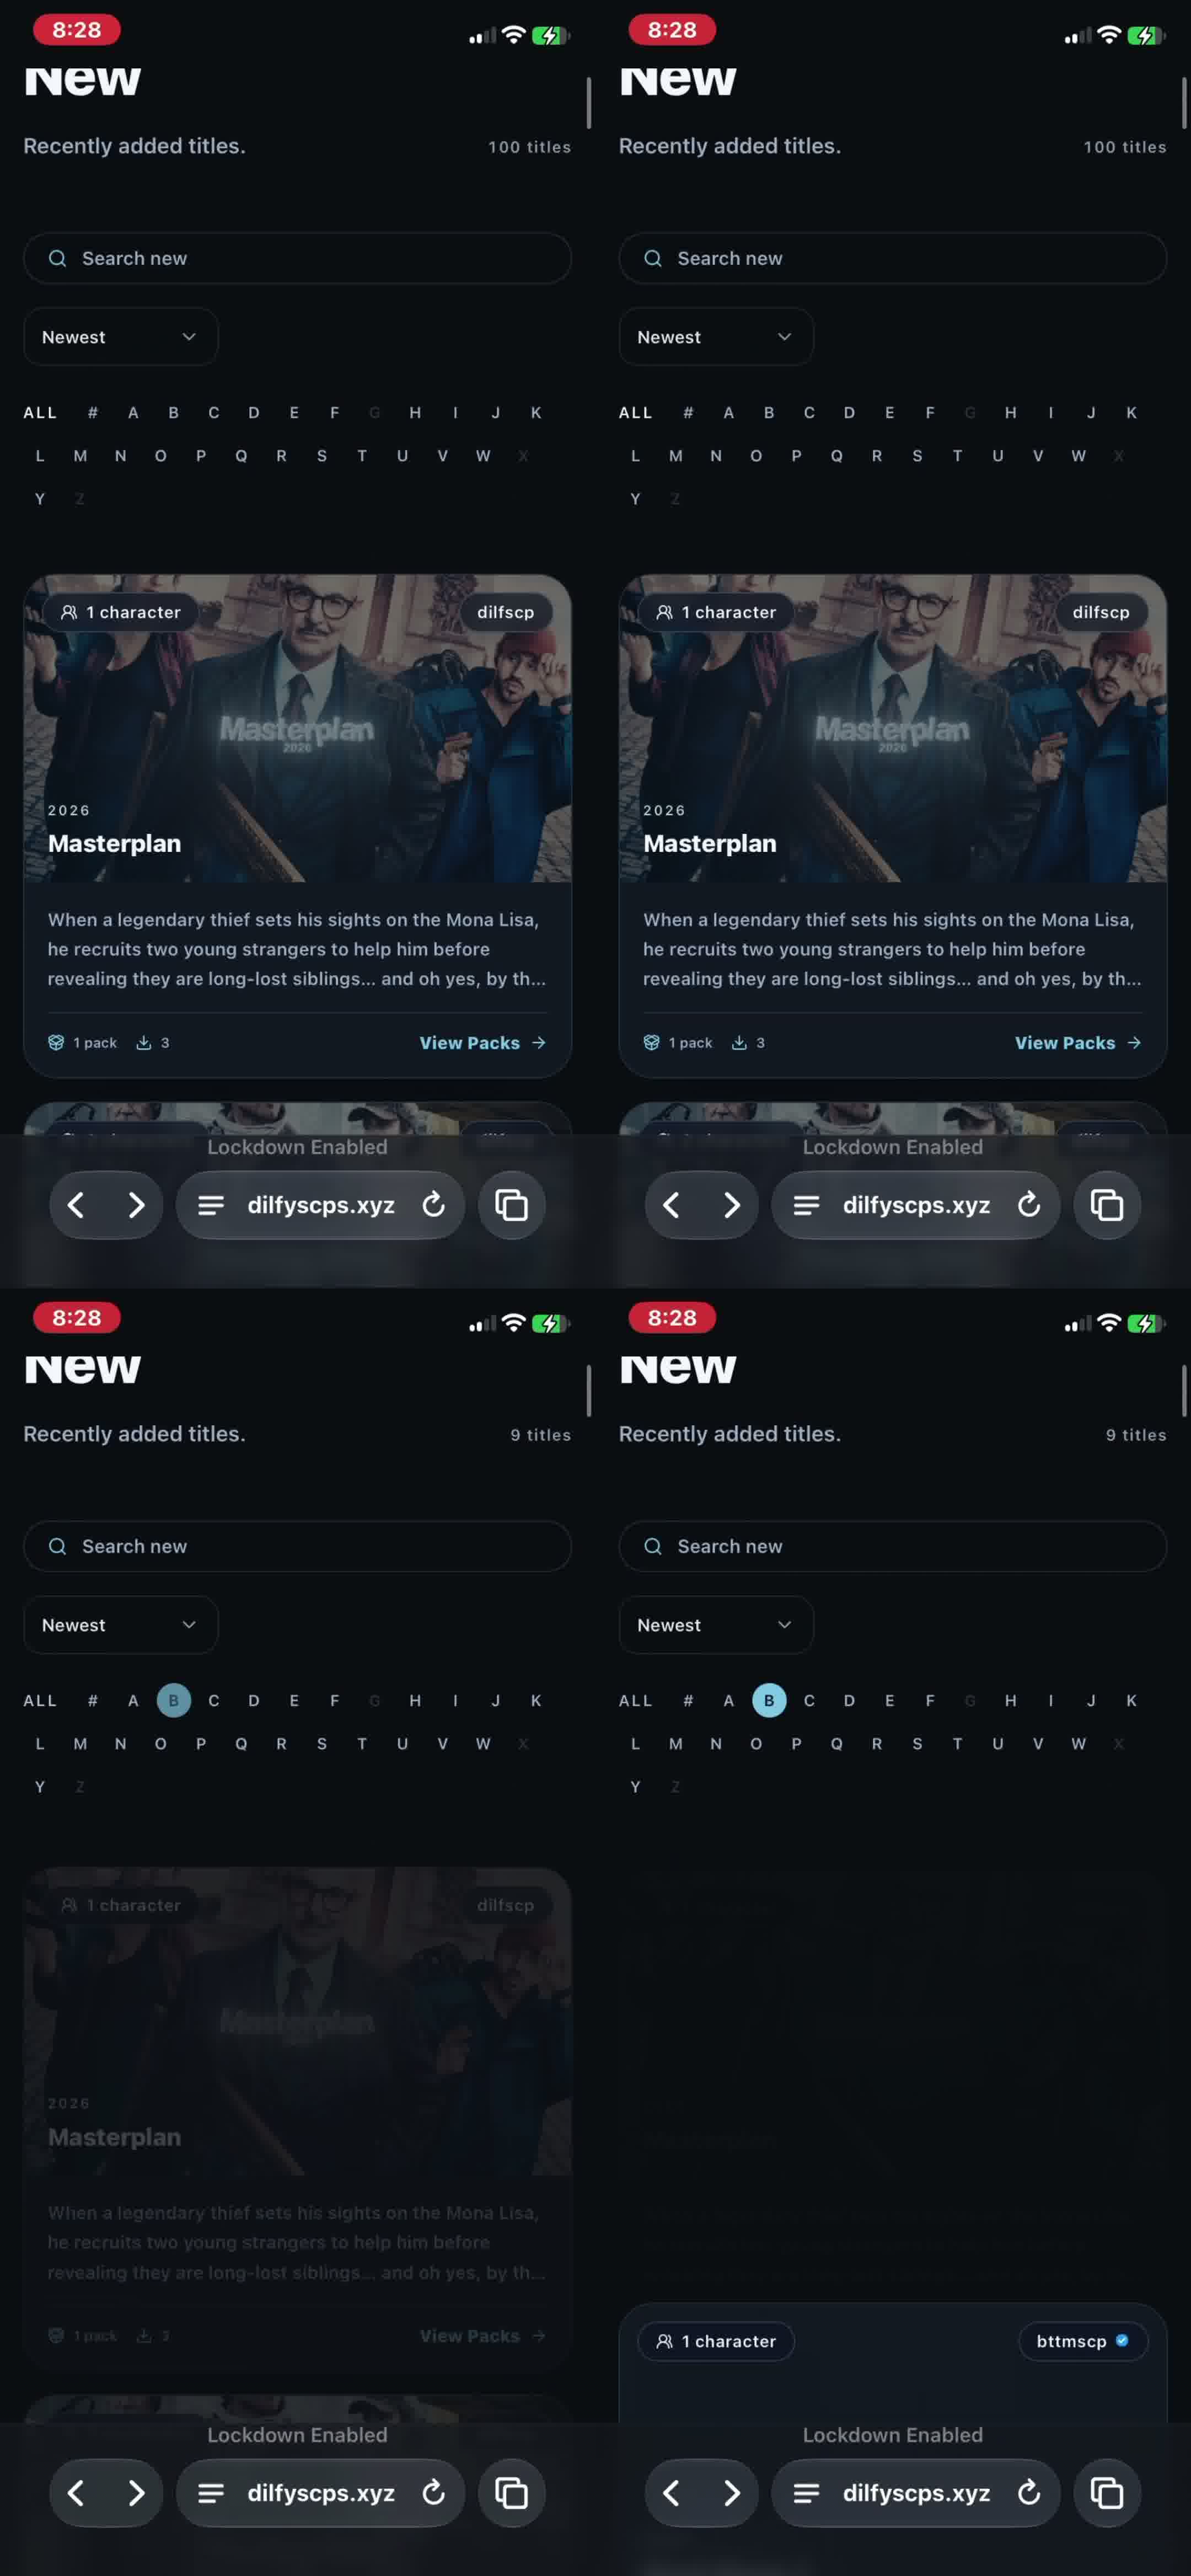 8:28
New
Recently added titles. 100 titles
Search new
Newest
ALL # A B C D E F G H I J K
L M N O P Q R S T U V W X
Y Z
1 character dilfscp
Masterplan
2026
2026
Masterplan
When a legendary thief sets his sights on the Mona Lisa,
he recruits two young strangers to help him before
revealing they are long-lost siblings... and oh yes, by th...
1 pack 3 View Packs
Lockdown Enabled
dilfyscps.xyz
8:28
New
Recently added titles. 100 titles
Search new
Newest
ALL # A B C D E F G H I J K
L M N O P Q R S T U V W X
Y Z
1 character dilfscp
Masterplan
2026
2026
Masterplan
When a legendary thief sets his sights on the Mona Lisa,
he recruits two young strangers to help him before
revealing they are long-lost siblings... and oh yes, by th...
1 pack 3 View Packs
Lockdown Enabled
dilfyscps.xyz
8:28
New
Recently added titles. 9 titles
Search new
Newest
ALL # A B C D E F G H I J K
L M N O P Q R S T U V W X
Y Z
1 character dilfscp
Masterplan
2026
Masterplan
When a legendary thief sets his sights on the Mona Lisa,
he recruits two young strangers to help him before
revealing they are long-lost siblings... and oh yes, by th...
1 pack 3 View Packs
Lockdown Enabled
dilfyscps.xyz
8:28
New
Recently added titles. 9 titles
Search new
Newest
ALL # A B C D E F G H I J K
L M N O P Q R S T U V W X
Y Z
1 character bttmscp
Lockdown Enabled
dilfyscps.xyz